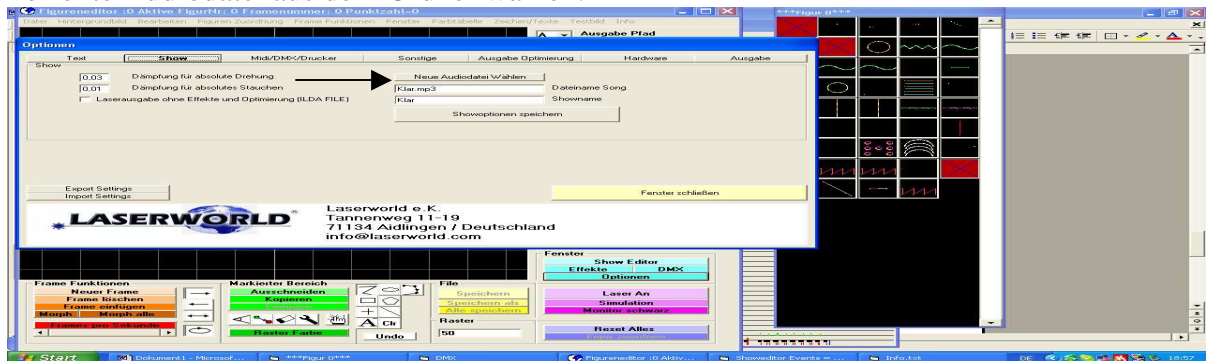 Figureneditor :0 Aktive FigurNr: 0 Framenummer: 0 Punktzahl=0
***Figur 0***
Datei Hintergrundbild Bearbeiten Figuren Zuordnung Frame Funktionen Fenster Farbtabelle Zeichen/Texte Testbild Info
Ausgabe Pfad
Optionen
Text Show Midi/DMX/Drucker Sonstige Ausgabe Optimierung Hardware Ausgabe
Show
0,03 Dämpfung für absolute Drehung Neue Audiodatei Wählen
0,01 Dämpfung für absolutes Stauchen Klar.mp3 Dateiname Song
Laserausgabe ohne Effekte und Optimierung [ILDA FILE] Klar Showname
Showoptionen speichern
Export Settings
Import Settings
Fenster schließen
LASERWORLD
Laserworld e.K.
Tannenweg 11-19
71134 Aidlingen / Deutschland
info@laserworld.com
Fenster
Show Editor
Effekte DMX
Optionen
Frame Funktionen Markierter Bereich File
Neuer Frame Ausschneiden Speichern Laser An
Frame löschen Kopieren Speichern als Simulation
Frame einfügen Alle speichern Monitor schwarz
Morph Morph alle
Raster
Frames pro Sekunde A Clr
Raster Farbe Undo 50 Reset Alles
Start Dokument1 - Microsof... ***Figur 0*** DMX Figureneditor :0 Aktiv... Showeditor Events = ... Info.txt DE 18:57